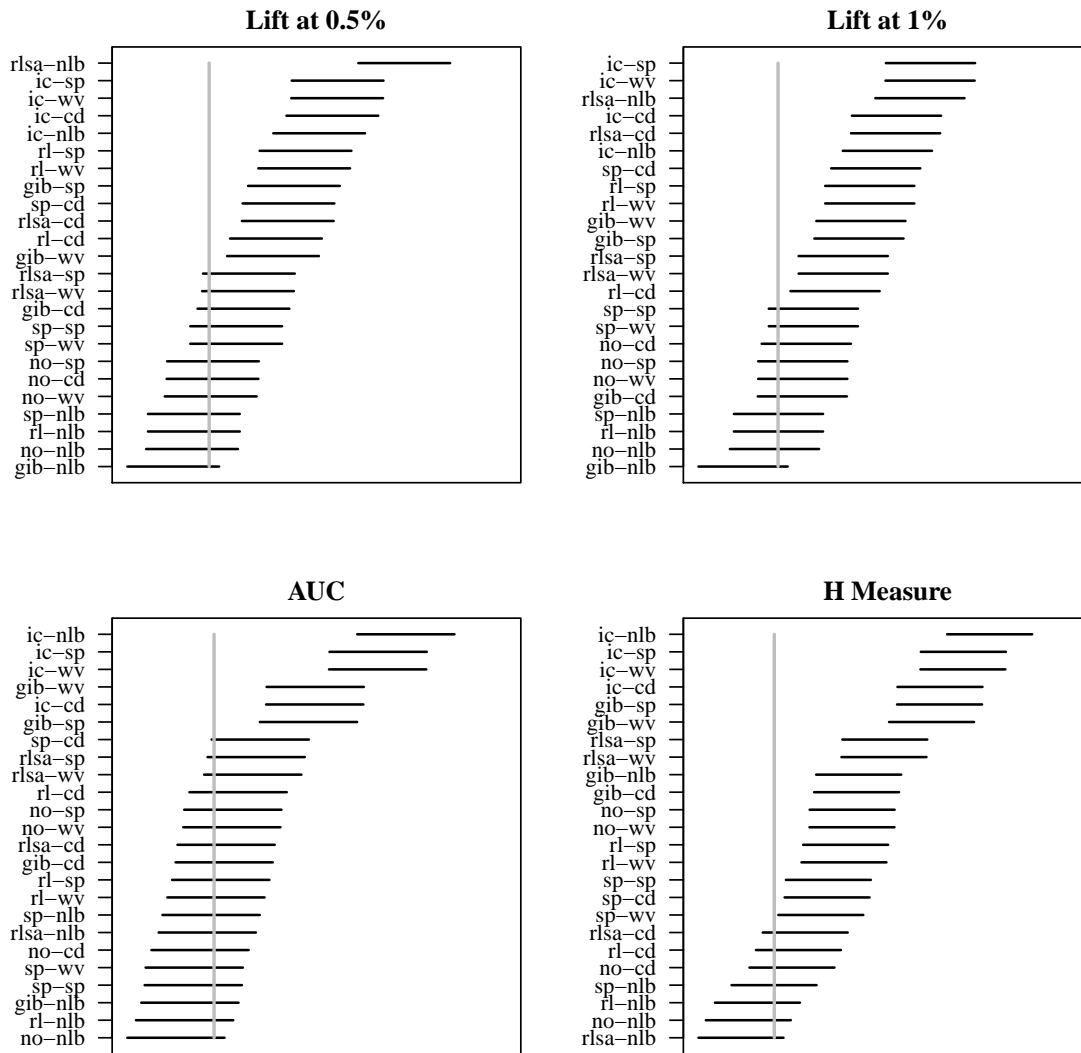 Lift at 0.5%
rlsa−nlb
ic−sp
ic−wv
ic−cd
ic−nlb
rl−sp
rl−wv
gib−sp
sp−cd
rlsa−cd
rl−cd
gib−wv
rlsa−sp
rlsa−wv
gib−cd
sp−sp
sp−wv
no−sp
no−cd
no−wv
sp−nlb
rl−nlb
no−nlb
gib−nlb
Lift at 1%
ic−sp
ic−wv
rlsa−nlb
ic−cd
rlsa−cd
ic−nlb
sp−cd
rl−sp
rl−wv
gib−wv
gib−sp
rlsa−sp
rlsa−wv
rl−cd
sp−sp
sp−wv
no−cd
no−sp
no−wv
gib−cd
sp−nlb
rl−nlb
no−nlb
gib−nlb
AUC
ic−nlb
ic−sp
ic−wv
gib−wv
ic−cd
gib−sp
sp−cd
rlsa−sp
rlsa−wv
rl−cd
no−sp
no−wv
rlsa−cd
gib−cd
rl−sp
rl−wv
sp−nlb
rlsa−nlb
no−cd
sp−wv
sp−sp
gib−nlb
rl−nlb
no−nlb
H Measure
ic−nlb
ic−sp
ic−wv
ic−cd
gib−sp
gib−wv
rlsa−sp
rlsa−wv
gib−nlb
gib−cd
no−sp
no−wv
rl−sp
rl−wv
sp−sp
sp−cd
sp−wv
rlsa−cd
rl−cd
no−cd
sp−nlb
rl−nlb
no−nlb
rlsa−nlb